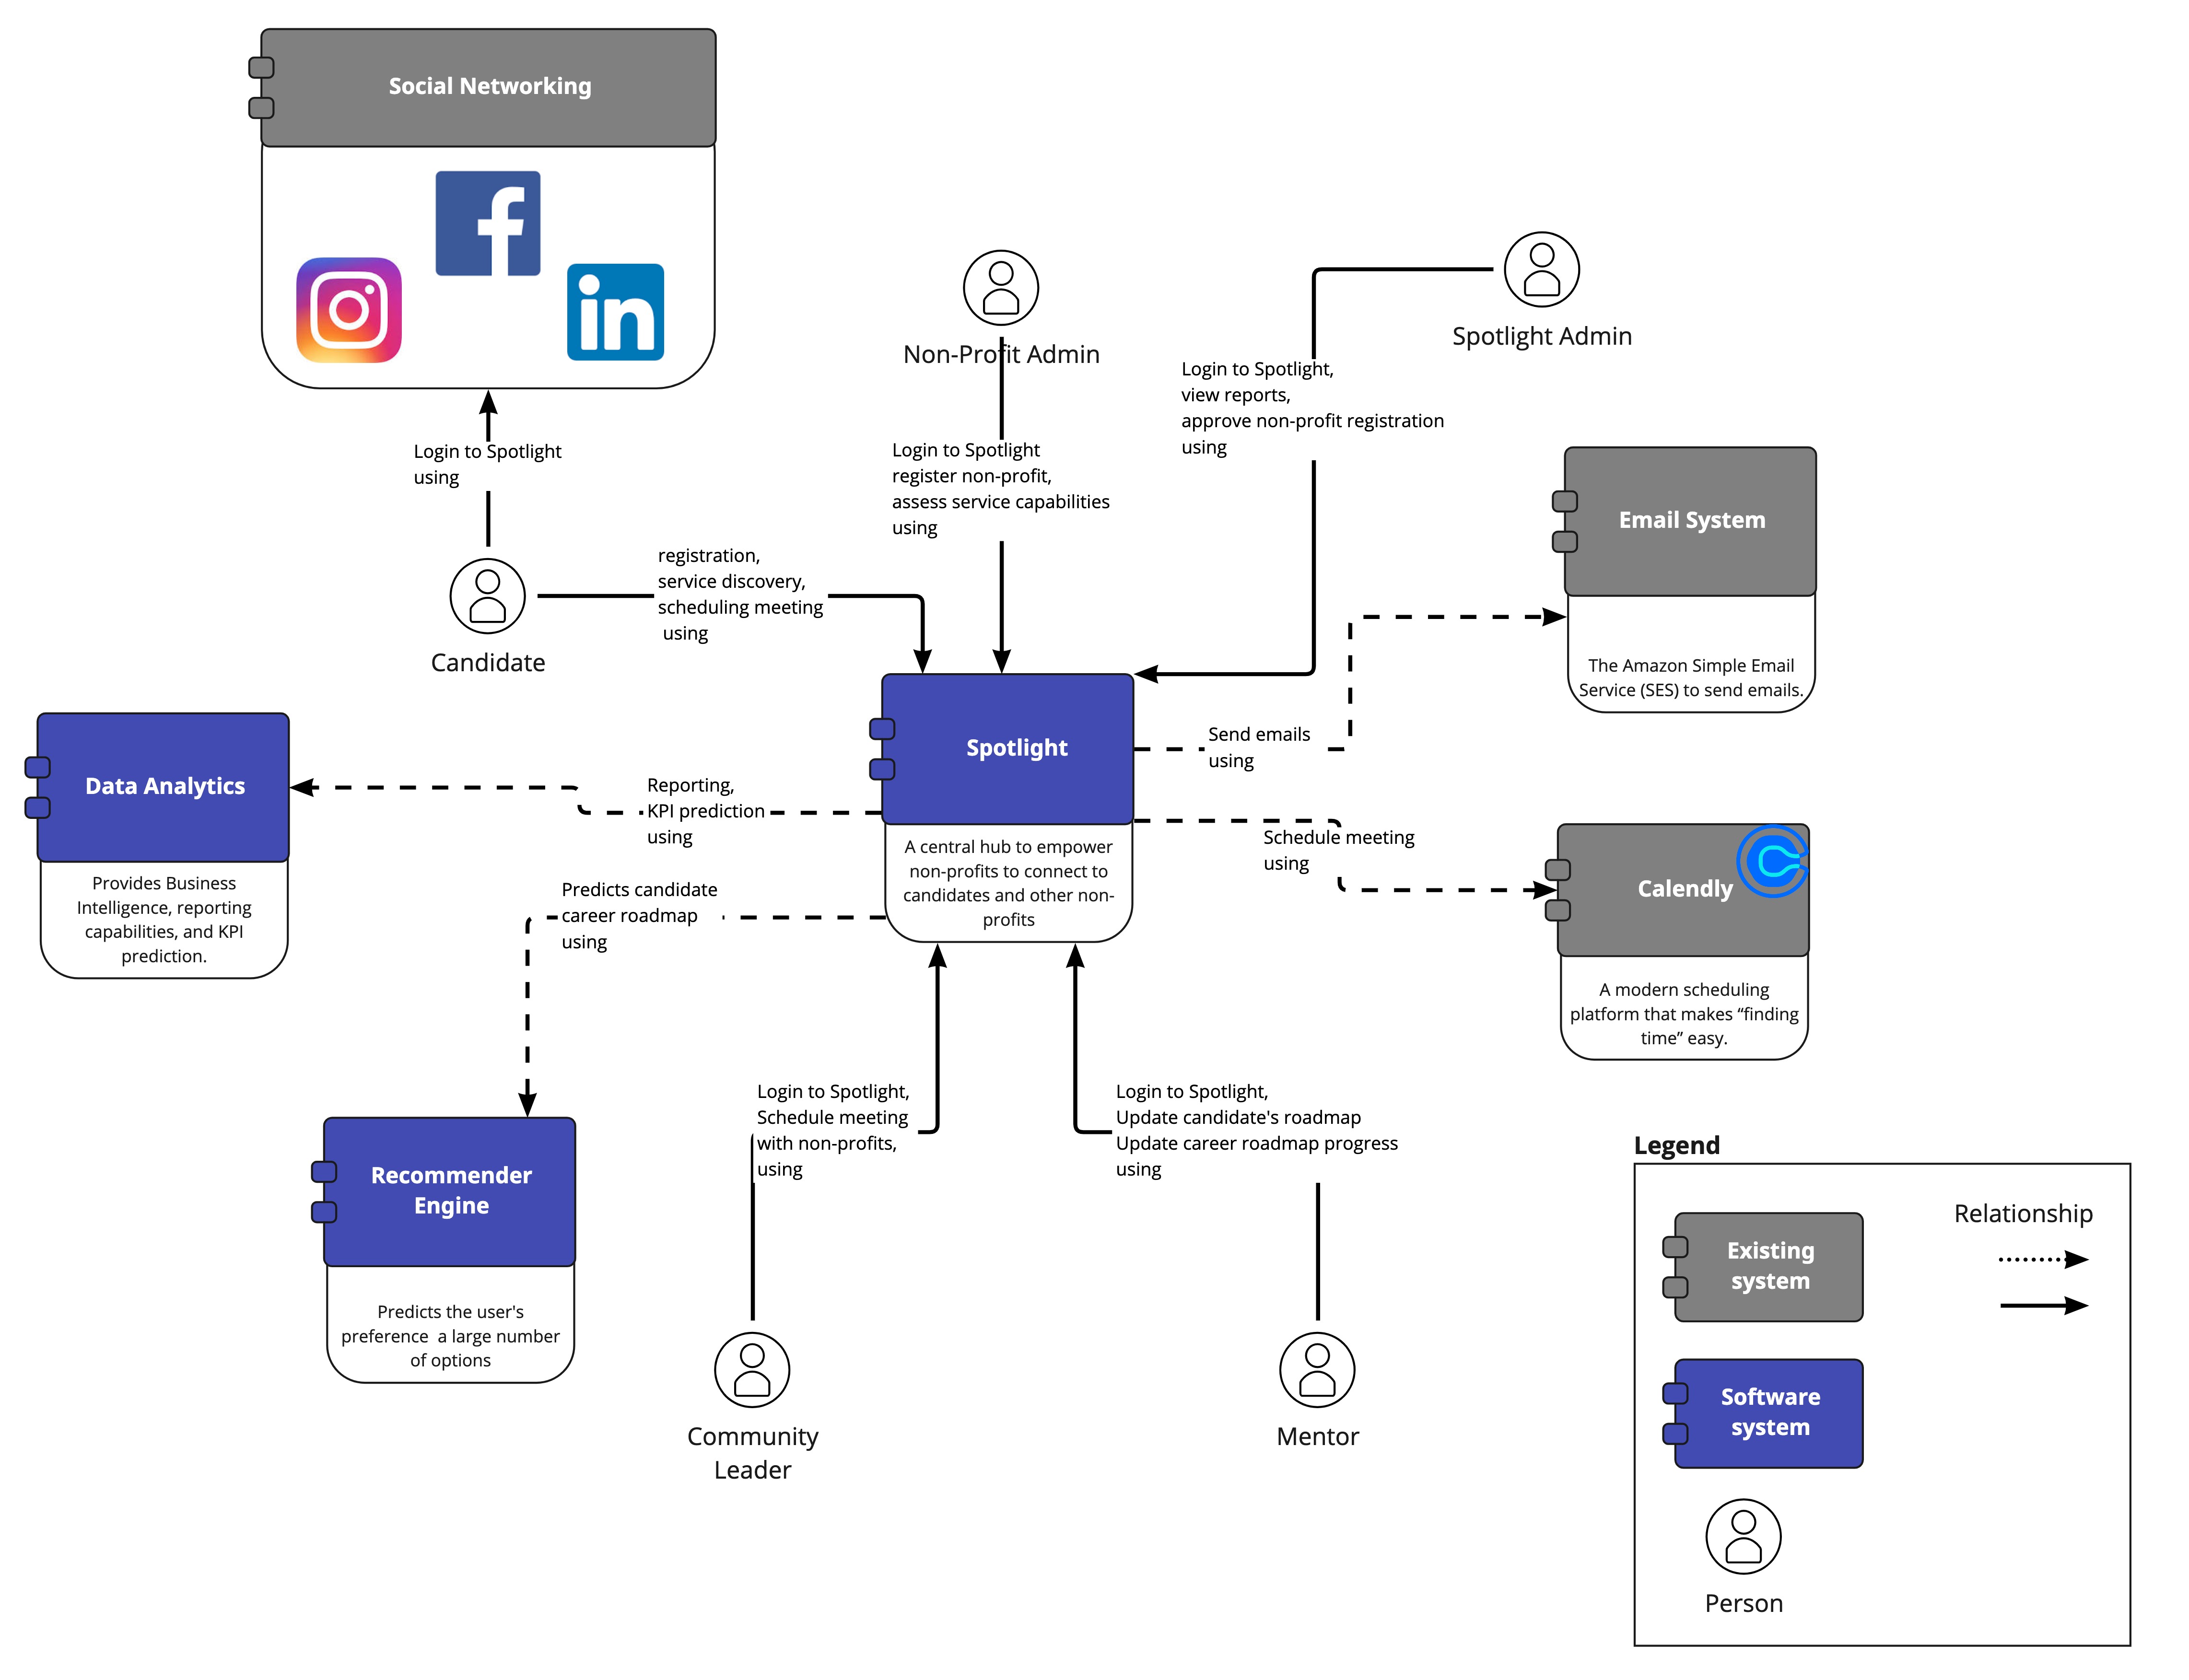 Social Networking
Non-Profit Admin
Spotlight Admin
Login to Spotlight,
view reports,
approve non-profit registration
using
Login to Spotlight
using
Login to Spotlight
register non-profit,
assess service capabilities
using
Email System
The Amazon Simple Email
Service (SES) to send emails.
registration,
service discovery,
scheduling meeting
using
Candidate
Spotlight
A central hub to empower
non-profits to connect to
candidates and other non-
profits
Send emails
using
Data Analytics
Provides Business
Intelligence, reporting
capabilities, and KPI
prediction.
Reporting,
KPI prediction
using
Schedule meeting
using
Calendly
A modern scheduling
platform that makes “finding
time” easy.
Predicts candidate
career roadmap
using
Recommender
Engine
Predicts the user's
preference  a large number
of options
Login to Spotlight,
Schedule meeting
with non-profits,
using
Login to Spotlight,
Update candidate's roadmap
Update career roadmap progress
using
Community
Leader
Mentor
Legend
Existing
system
Relationship
Software
system
Person